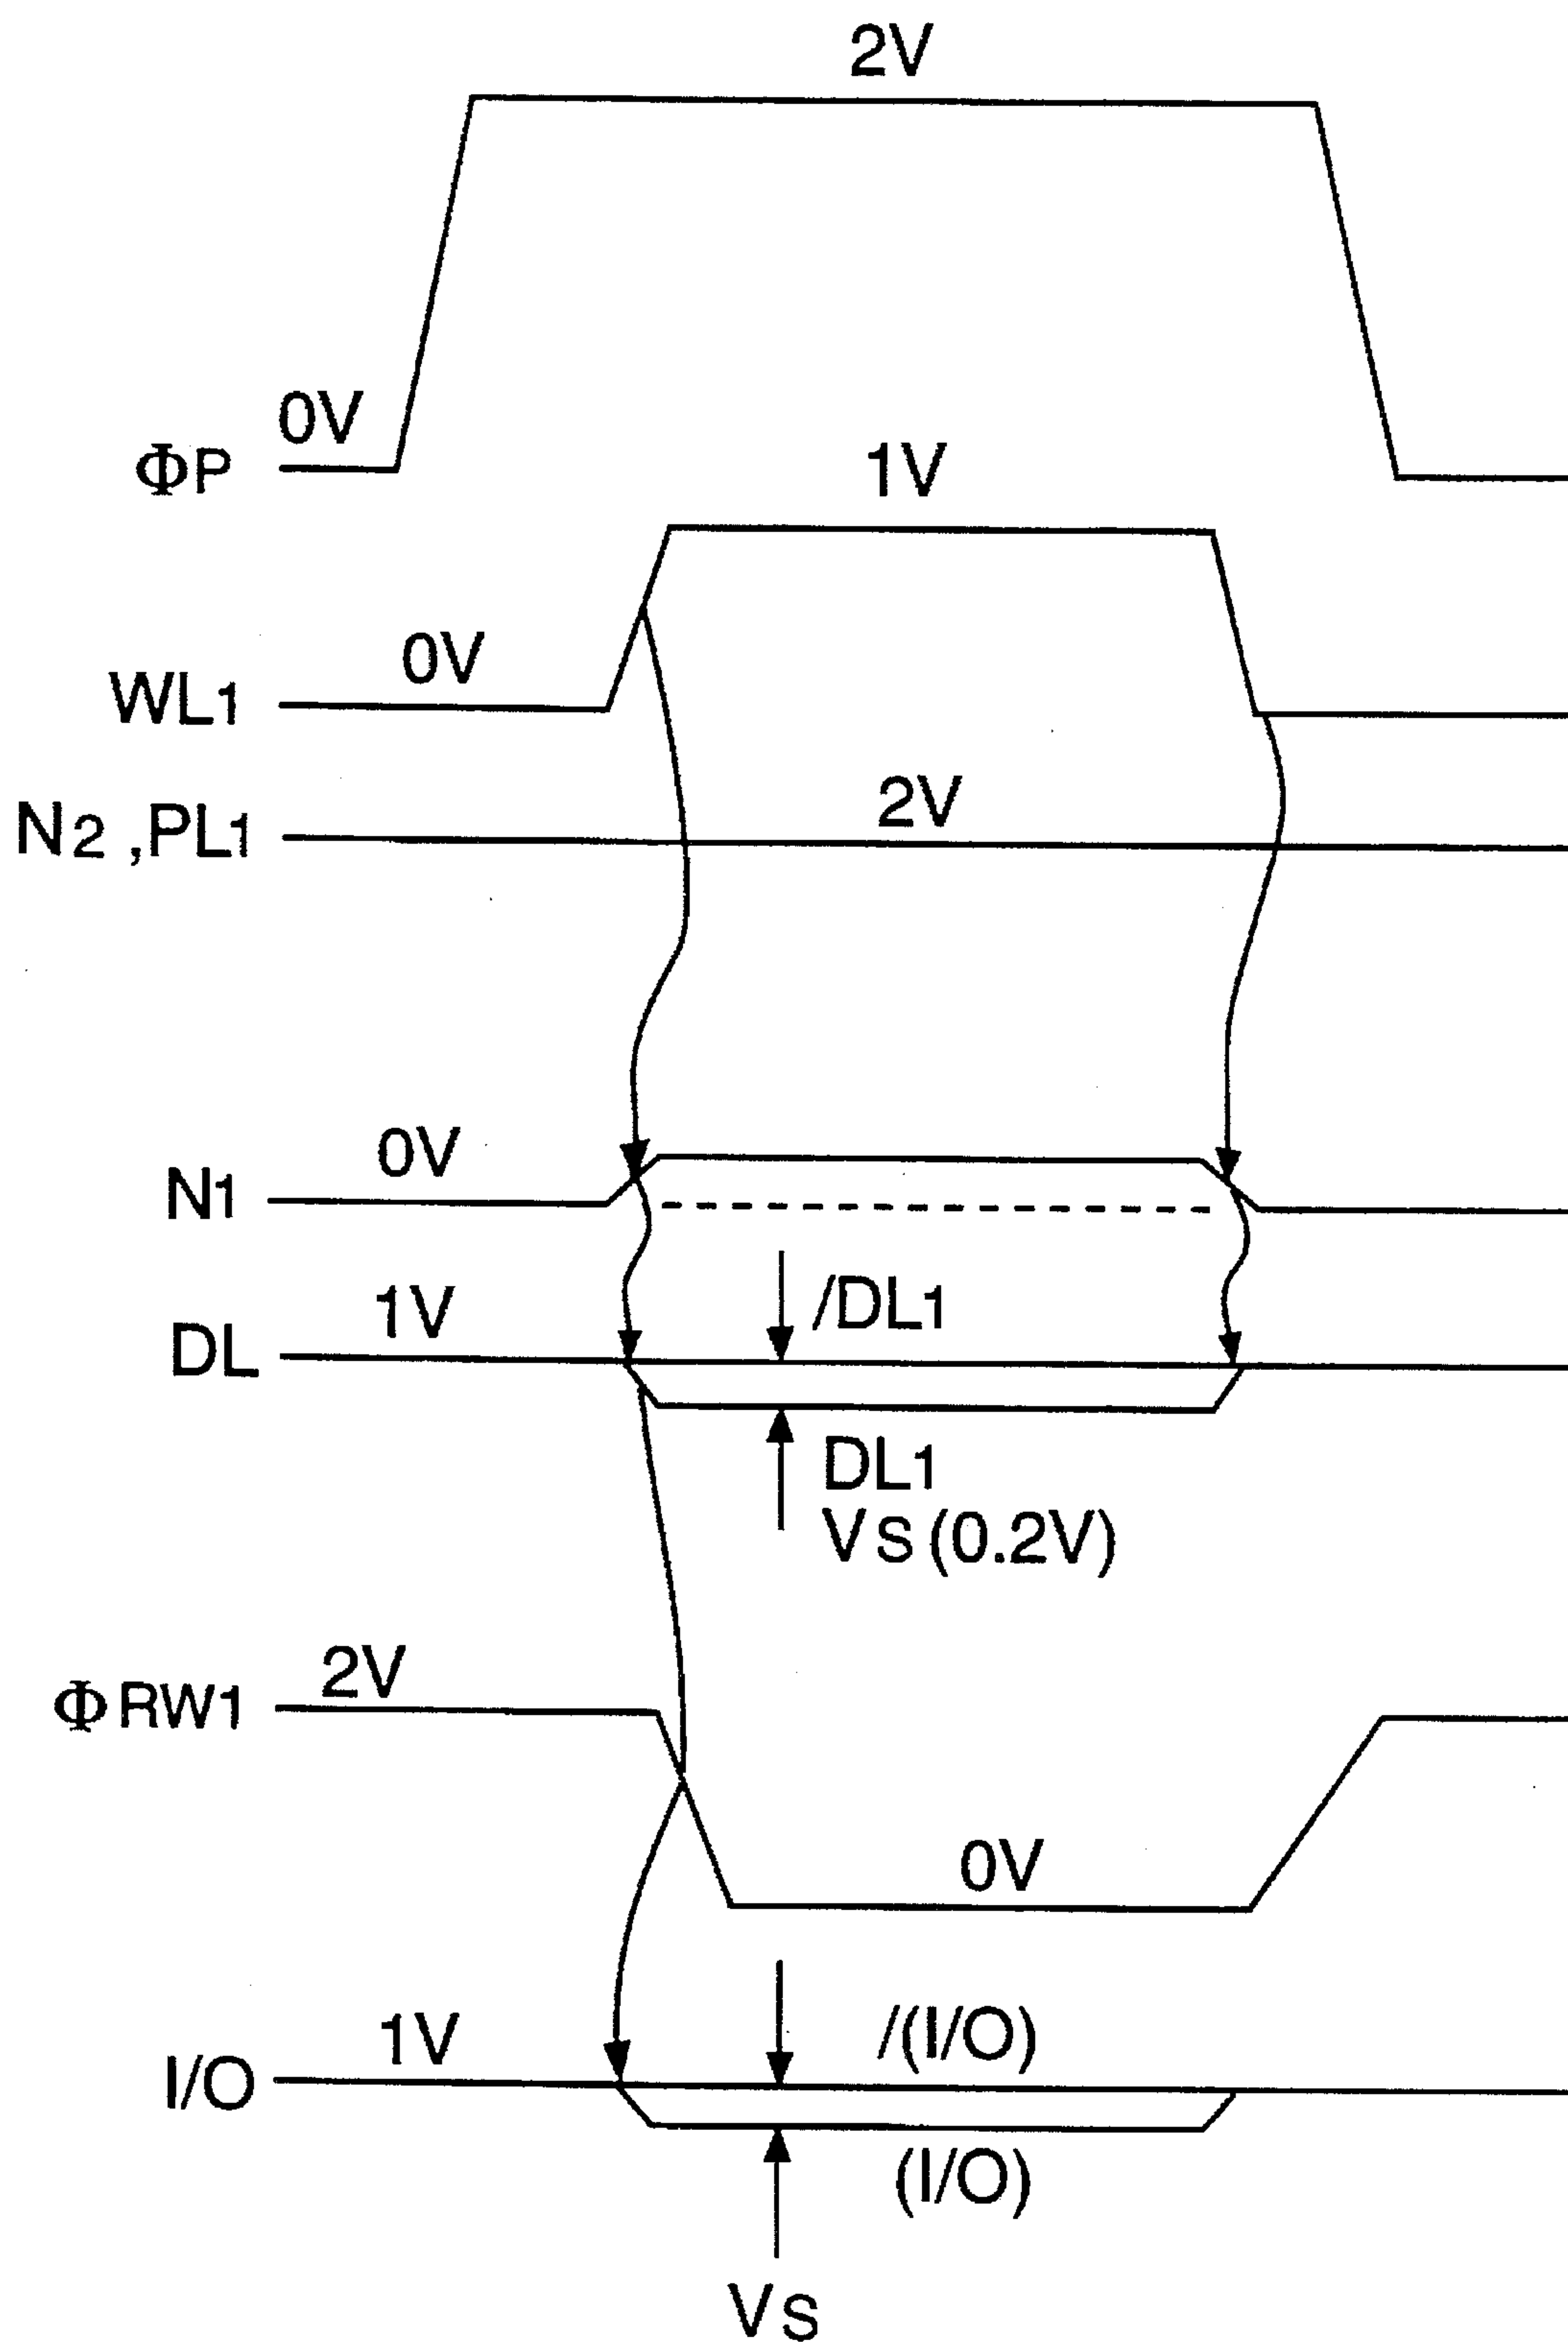 2V
0V
ΦP
1V
0V
WL1
2V
N2 ,PL1
0V
N1
1V
/DL1
DL
DL1
VS (0.2V)
2V
ΦRW1
0V
1V
/(I/O)
I/O
(I/O)
VS